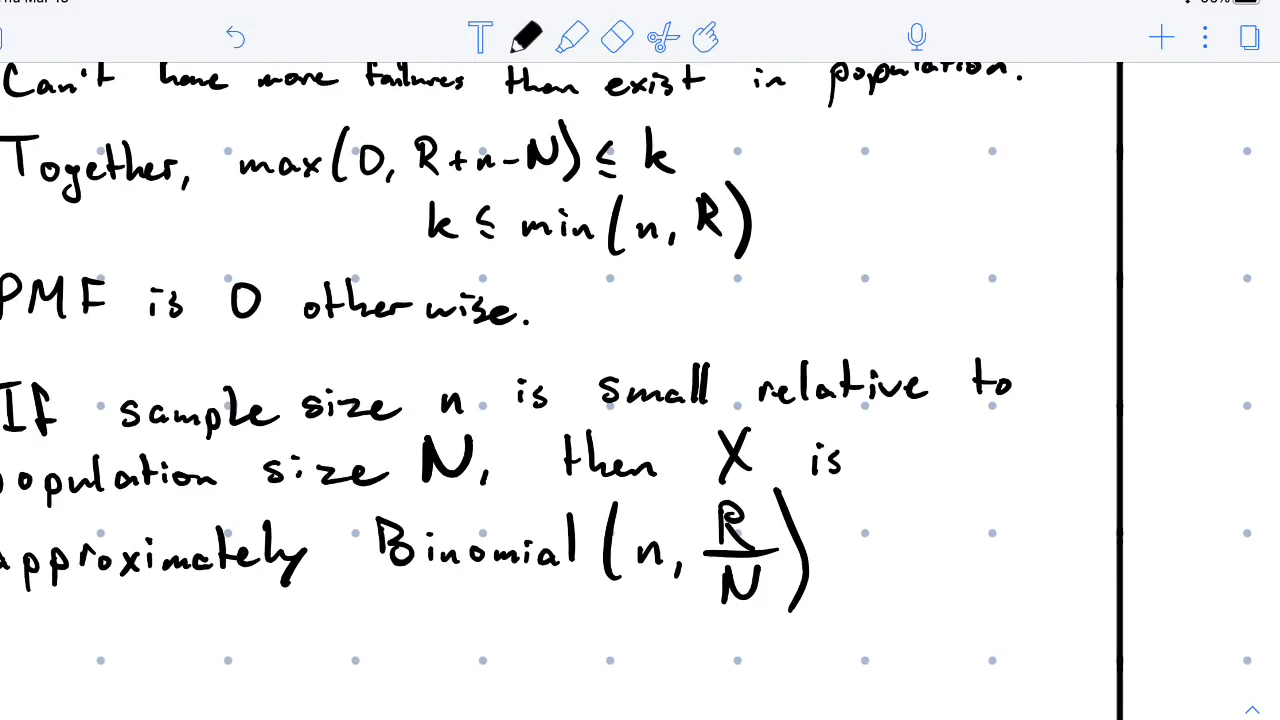 Can't have more failures than exist in population.
Together, max(0, R+n-N) ≤ k
k ≤ min(n, R)
PMF is 0 otherwise.
If sample size n is small relative to
population size N, then X is
approximately Binomial(n, R/N)